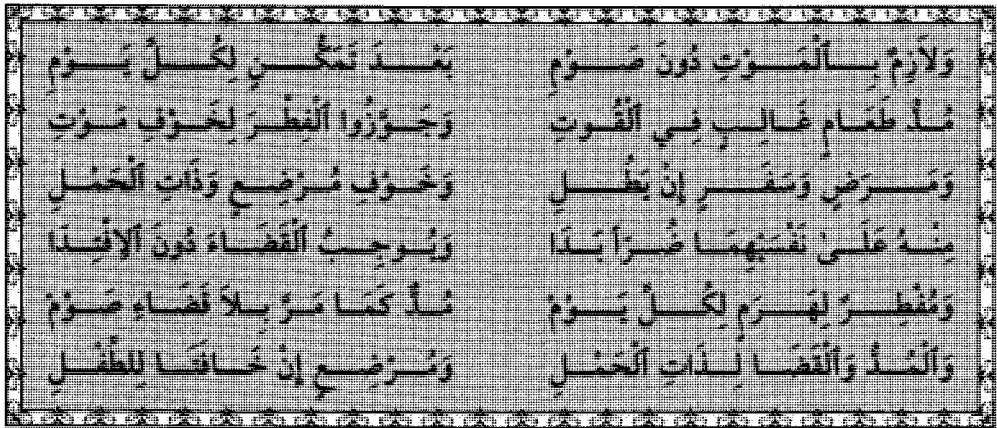 وَلاَزِمٌ بِالْمَوْتِ دُونَ صَوْمِ بَعْدَ تَمَكُّنٍ لِكُلِّ يَوْمِ
مُدُّ طَعَامٍ غَالِبٍ فِي الْقُوتِ وَجَوَّزُوا الْفِطْرَ لِخَوْفِ مَوْتِ
وَمَرَضٍ وَسَفَرٍ إِنْ يَطُلِ وَخَوْفِ مُرْضِعٍ وَذَاتِ الْحَمْلِ
مِنْهُ عَلَىٰ نَفْسَيْهِمَا ضُرّاً بَدَا وَيُوجِبُ الْقَضَاءَ دُونَ الاِفْتِدَا
وَمُفْطِرٌ لِهَرَمٍ لِكُلِّ يَوْمْ مُدٌّ كَمَا مَرَّ بِلاَ قَضَاءِ صَوْمْ
وَالْمُدُّ وَالْقَضَا لِذَاتِ الْحَمْلِ وَمُرْضِعٍ إِنْ خَافَتَا لِلطِّفْلِ